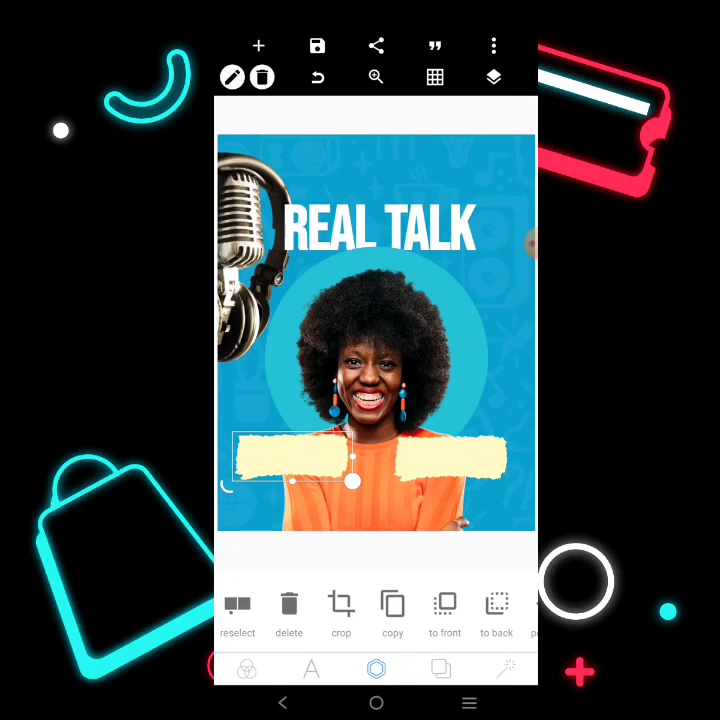 REAL TALK
reselect
delete
crop
copy
to front
to back